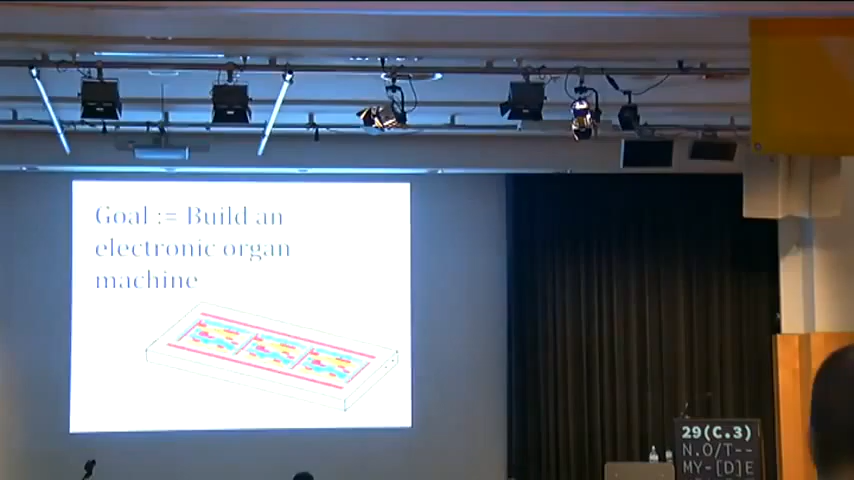 Goal := Build an
electronic organ
machine
29(C.3)
N.O/T--
MY-[D]E